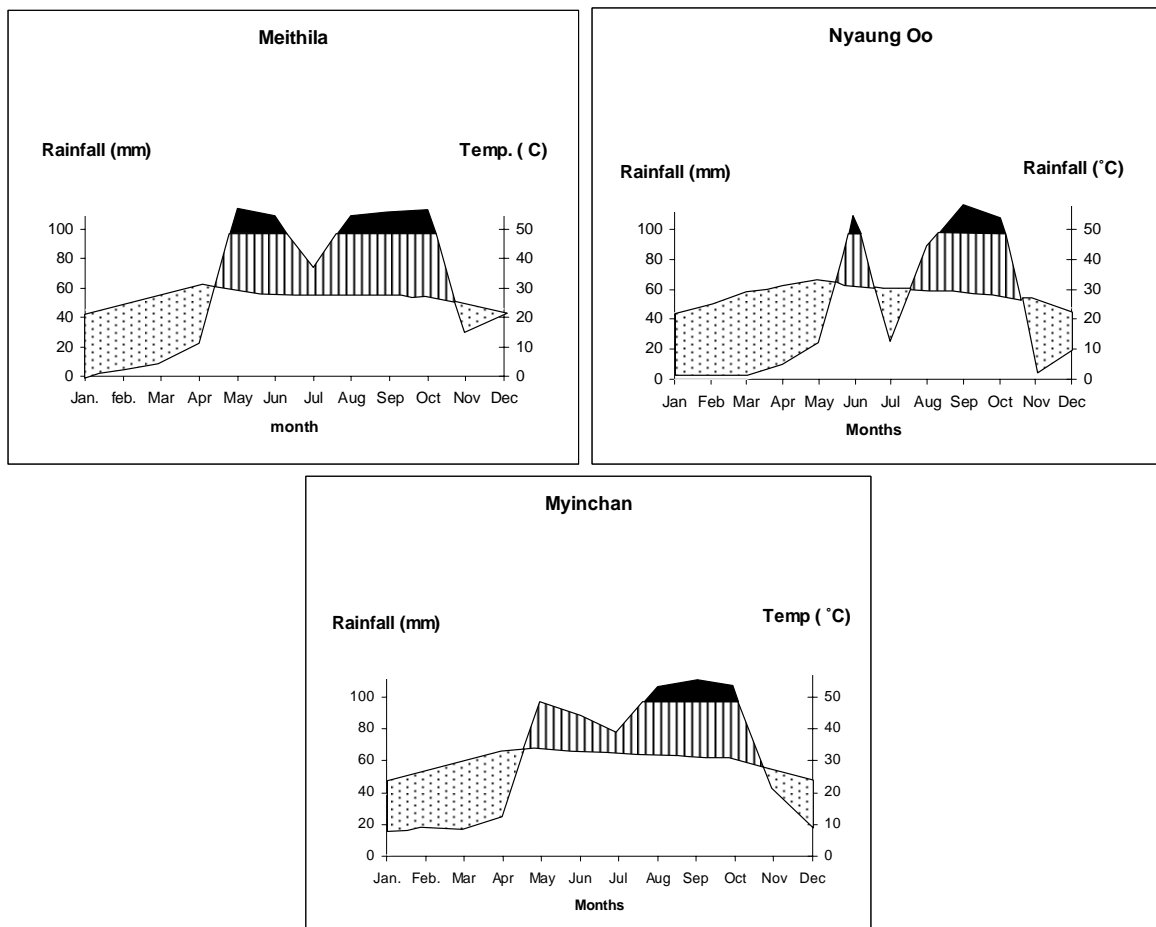 Meithila
Rainfall (mm) Temp. ( C)
100 50
80 40
60 30
40 20
20 10
0 0
Jan. feb. Mar Apr May Jun Jul Aug Sep Oct Nov Dec
month
Nyaung Oo
Rainfall (mm) Rainfall (˚C)
100 50
80 40
60 30
40 20
20 10
0 0
Jan Feb Mar Apr May Jun Jul Aug Sep Oct Nov Dec
Months
Myinchan
Rainfall (mm) Temp ( ˚C)
100 50
80 40
60 30
40 20
20 10
0 0
Jan. Feb. Mar Apr May Jun Jul Aug Sep Oct Nov Dec
Months